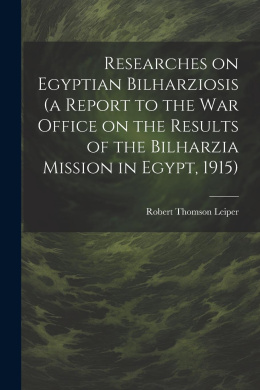 Researches on
Egyptian Bilharziosis
(a Report to the War
Office on the Results
of the Bilharzia
Mission in Egypt, 1915)
Robert Thomson Leiper